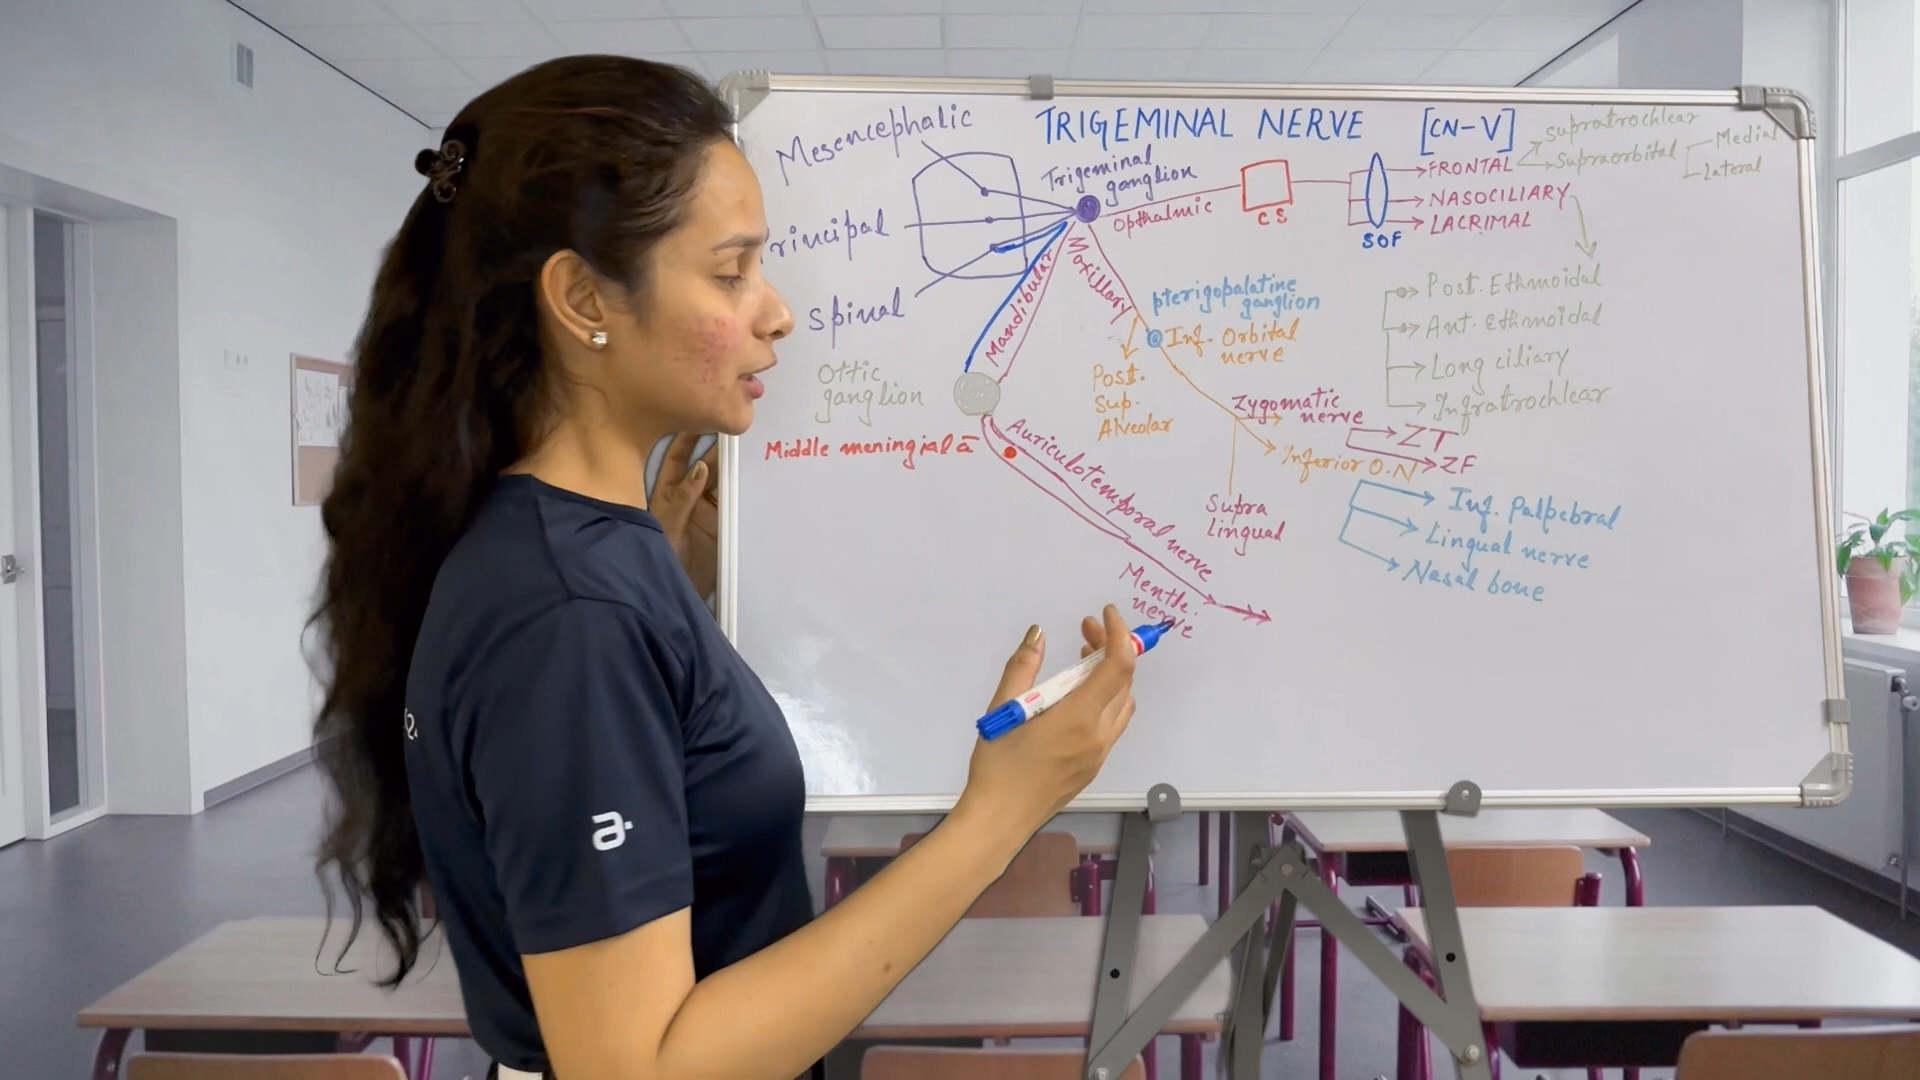 TRIGEMINAL NERVE [CN-V]
Mesencephalic
rincipal
spinal
Trigeminal
ganglion
Opthalmic
CS
SOF
FRONTAL
NASOCILIARY
LACRIMAL
supratrochlear
Supraorbital
Medial
Lateral
Post. Ethmoidal
Ant. Ethmoidal
Long ciliary
Infratrochlear
Mandibular
Maxillary
pterigopalatine
ganglion
Inf. Orbital
nerve
Post.
Sup.
Alveolar
Zygomatic
nerve
ZT
ZF
Inferior O.N
Supra
Lingual
Inf. Palpebral
Lingual nerve
Nasal bone
Ottic
ganglion
Middle meningial a
Auriculotemporal nerve
nerve
a.